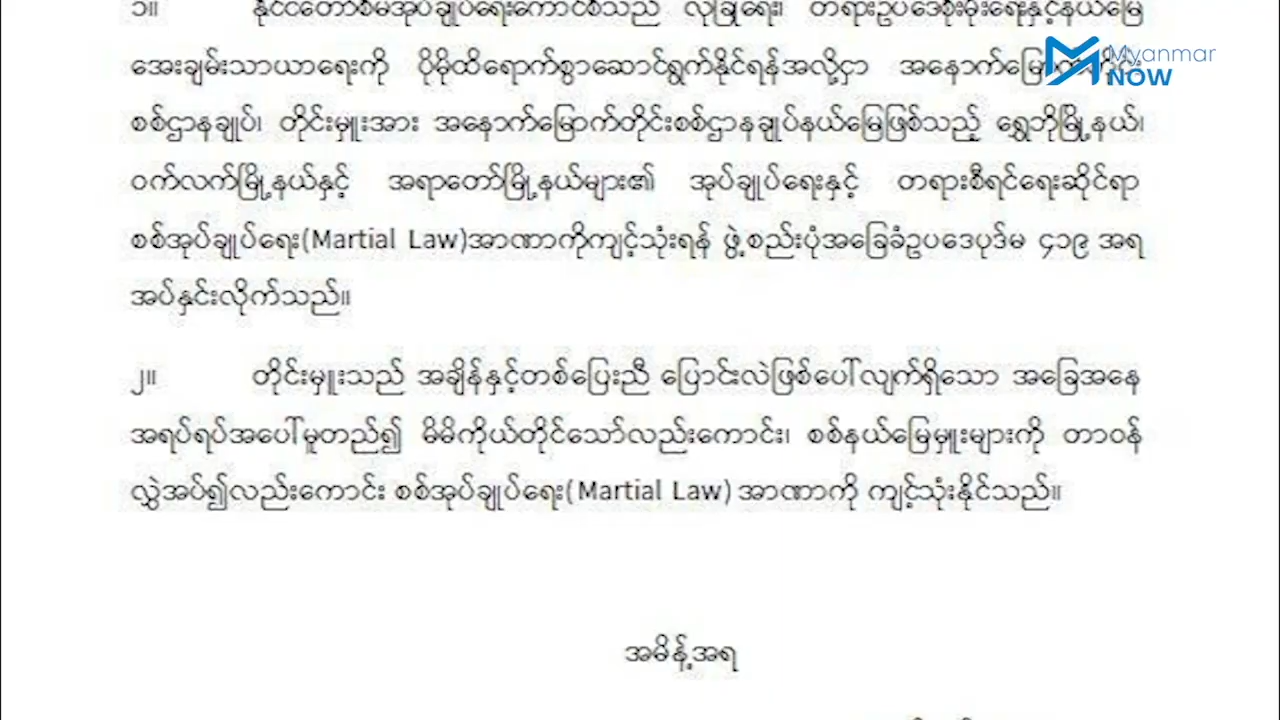 ၁။ နိုင်ငံတော်စီမံအုပ်ချုပ်ရေးကောင်စီသည် လုံခြုံရေး၊ တရားဥပဒေစိုးမိုးရေးနှင့်နယ်မြေ
အေးချမ်းသာယာရေးကို ပိုမိုထိရောက်စွာဆောင်ရွက်နိုင်ရန်အလို့ငှာ အနောက်မြောက်တိုင်း
Myanmar
NOW
စစ်ဌာနချုပ်၊ တိုင်းမှူးအား အနောက်မြောက်တိုင်းစစ်ဌာနချုပ်နယ်မြေဖြစ်သည့် ရွှေဘိုမြို့နယ်၊
ဝက်လက်မြို့နယ်နှင့် အရာတော်မြို့နယ်များ၏ အုပ်ချုပ်ရေးနှင့် တရားစီရင်ရေးဆိုင်ရာ
စစ်အုပ်ချုပ်ရေး(Martial Law)အာဏာကိုကျင့်သုံးရန် ဖွဲ့စည်းပုံအခြေခံဥပဒေပုဒ်မ ၄၁၉ အရ
အပ်နှင်းလိုက်သည်။
၂။ တိုင်းမှူးသည် အချိန်နှင့်တစ်ပြေးညီ ပြောင်းလဲဖြစ်ပေါ်လျက်ရှိသော အခြေအနေ
အရပ်ရပ်အပေါ်မူတည်၍ မိမိကိုယ်တိုင်သော်လည်းကောင်း၊ စစ်နယ်မြေမှူးများကို တာဝန်
လွှဲအပ်၍လည်းကောင်း စစ်အုပ်ချုပ်ရေး(Martial Law) အာဏာကို ကျင့်သုံးနိုင်သည်။
အမိန့်အရ